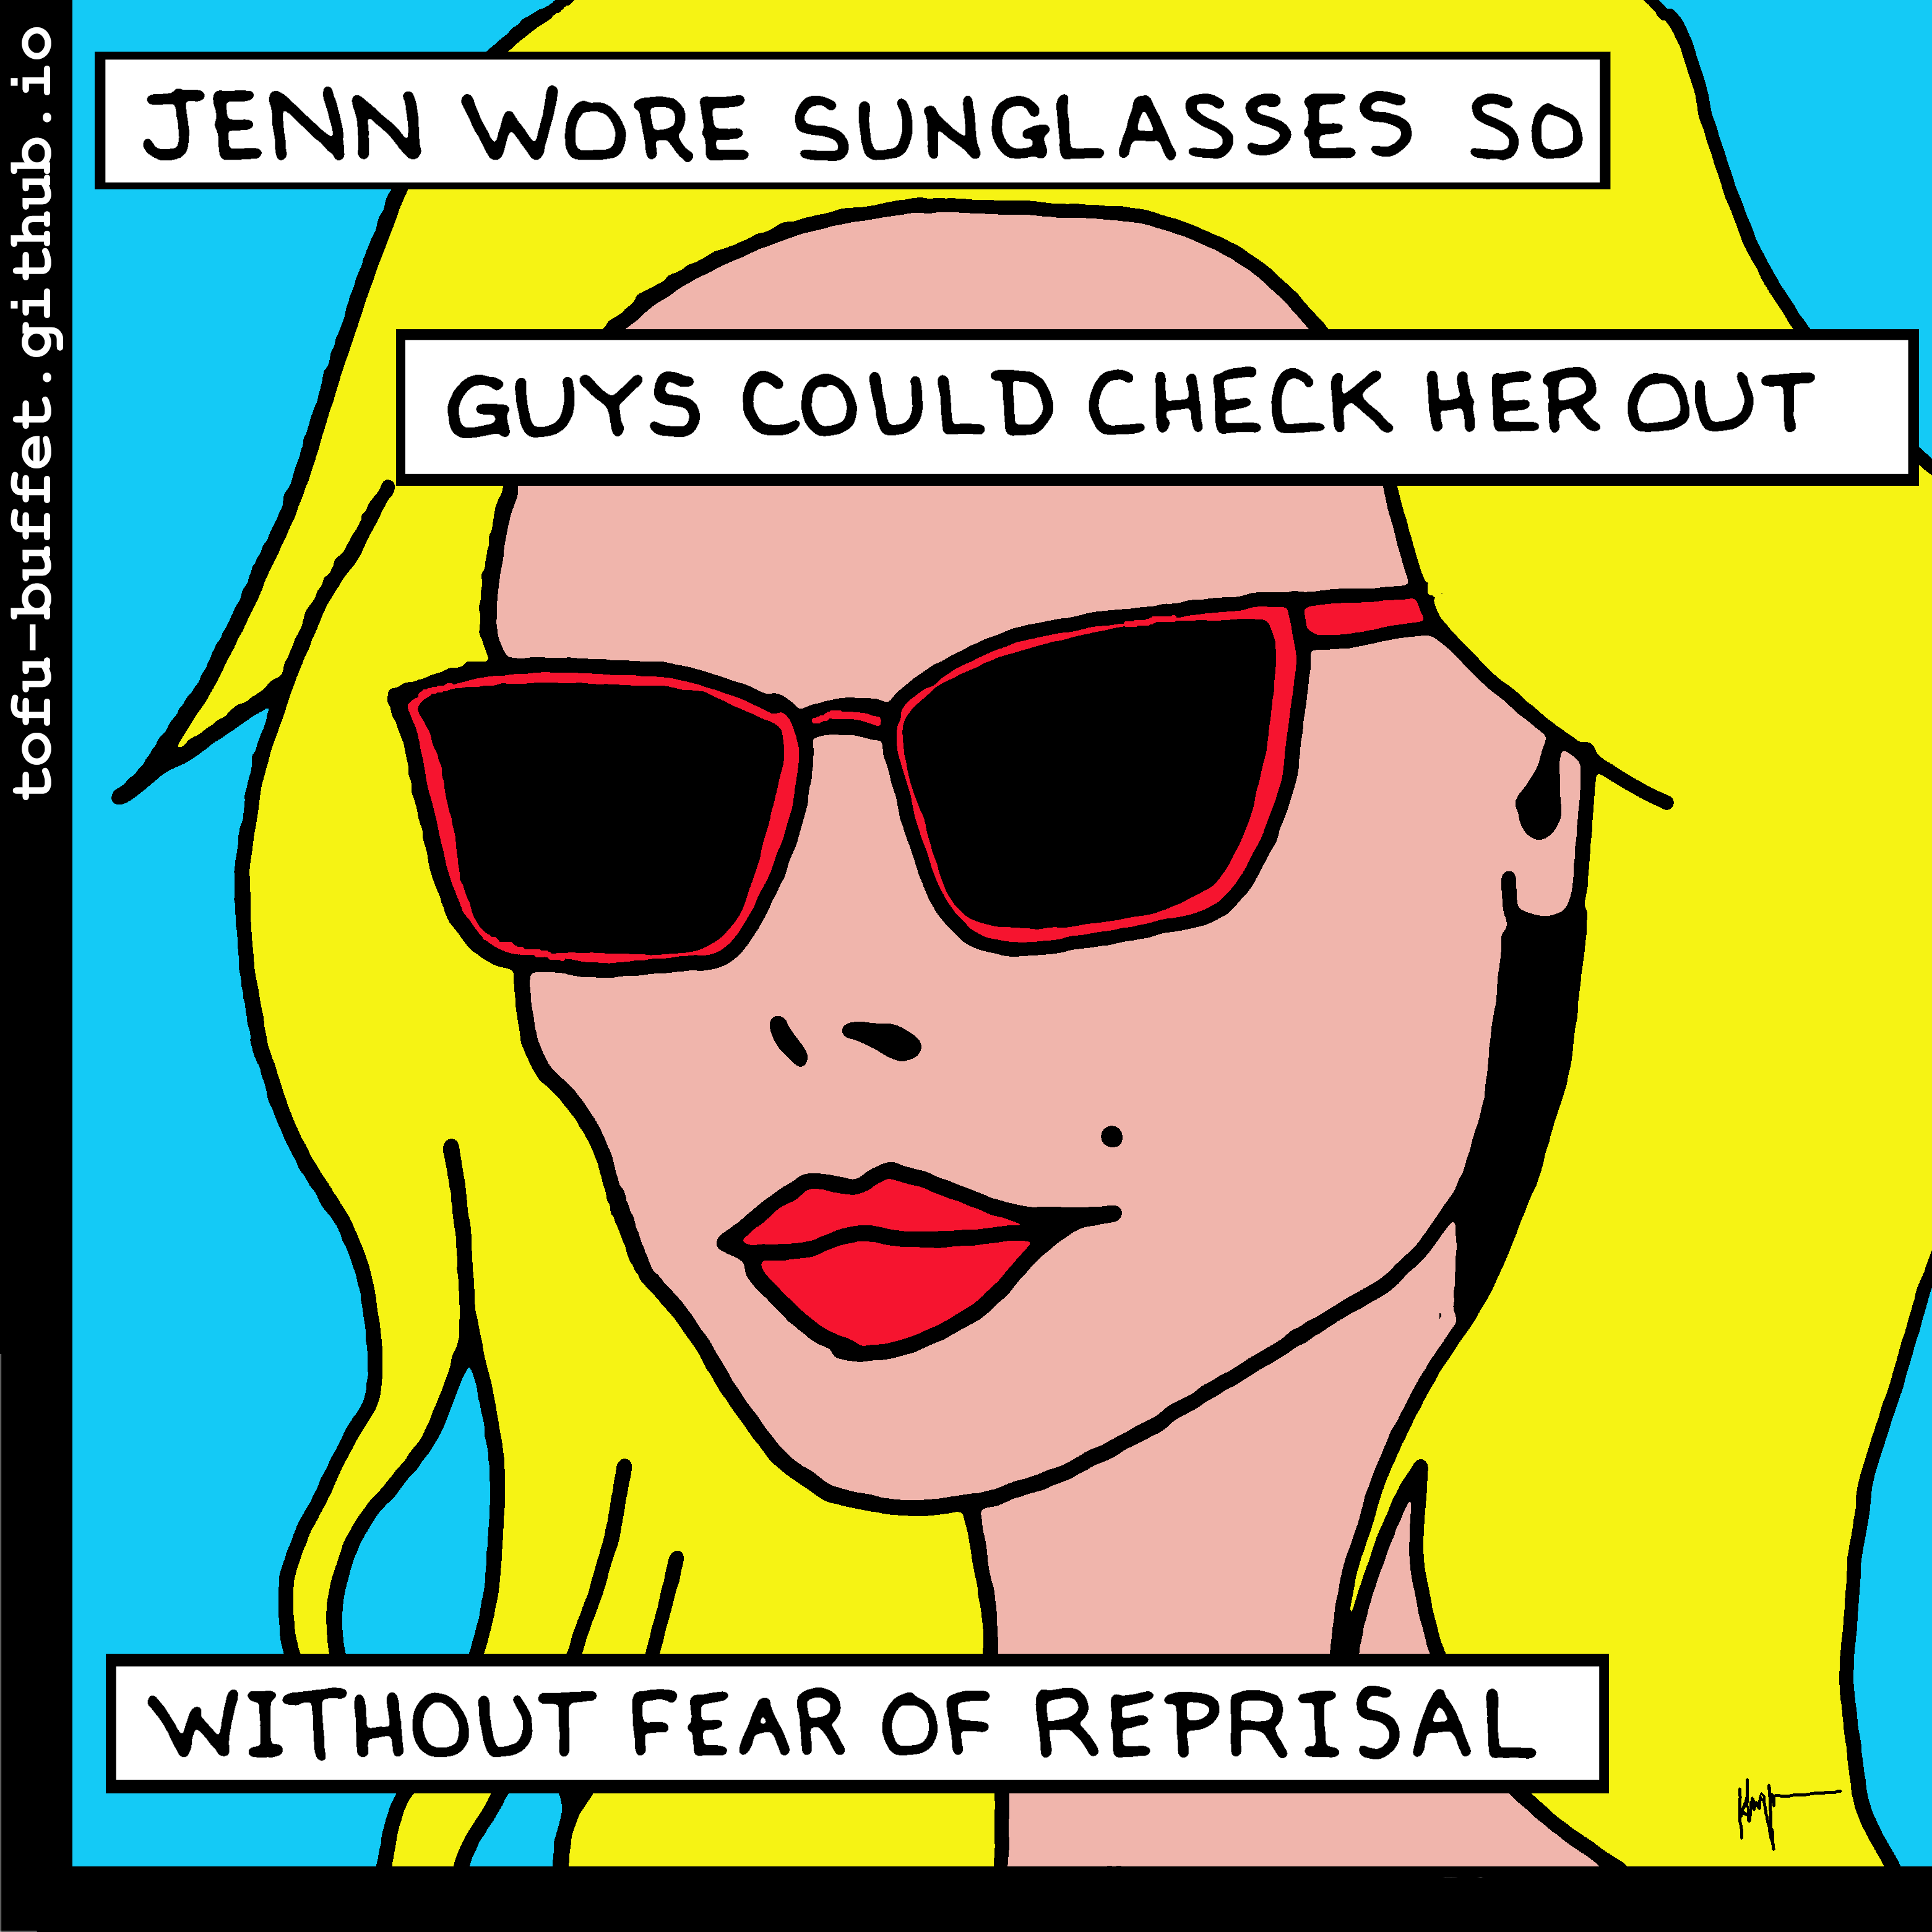 JENN WORE SUNGLASSES SO
GUYS COULD CHECK HER OUT
WITHOUT FEAR OF REPRISAL
tofu-buffet.github.io